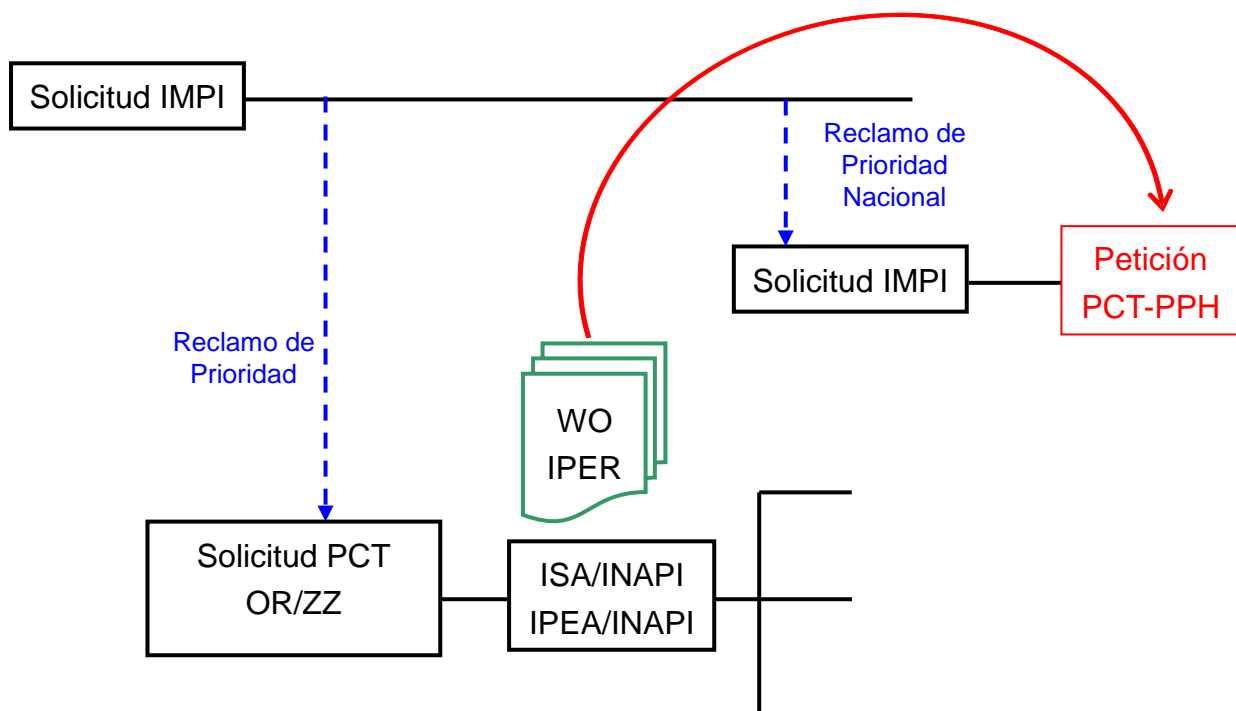 Solicitud IMPI
Reclamo de
Prioridad
Nacional
Solicitud IMPI
Petición
PCT-PPH
Reclamo de
Prioridad
WO
IPER
Solicitud PCT
OR/ZZ
ISA/INAPI
IPEA/INAPI